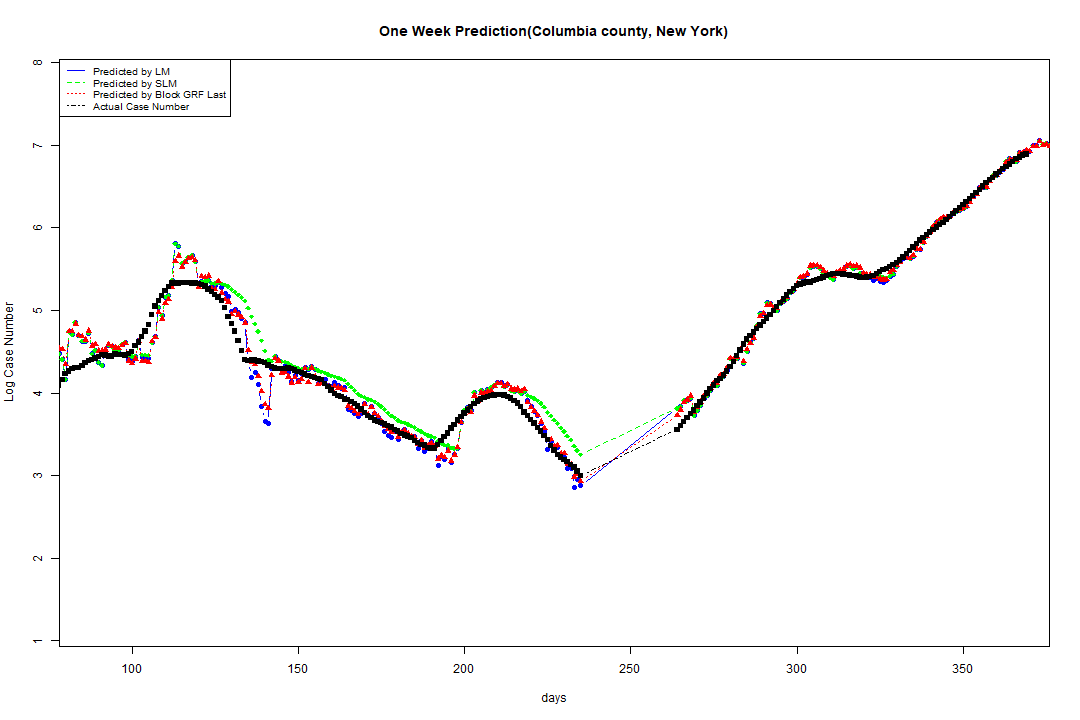 One Week Prediction(Columbia county, New York)
Predicted by LM
Predicted by SLM
Predicted by Block GRF Last
Actual Case Number
8
7
6
5
4
3
2
1
Log Case Number
100 150 200 250 300 350
days